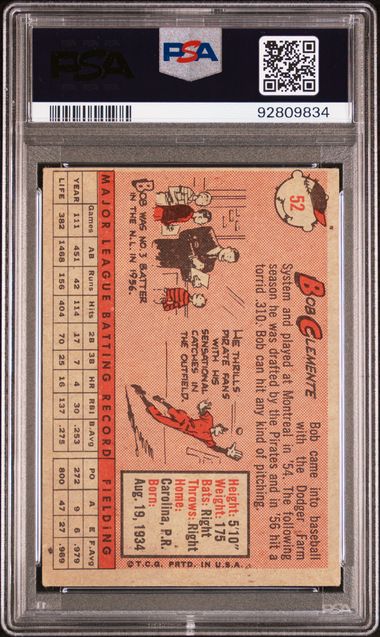 PSA
PSA
92809834
52
BOB CLEMENTE
Bob came into baseball
with the Dodger Farm
System and played at Montreal in '54. The following
season he was drafted by the Pirates and in '56 hit a
torrid .310. Bob can hit any kind of pitching.
BOB WAS NO 3 BATTER
IN THE N.L. IN 1956.
HE THRILLS
PIRATE FANS
WITH HIS
SENSATIONAL
CATCHES IN
THE OUTFIELD.
Height: 5'10"
Weight: 175
Bats: Right
Throws: Right
Home:
Carolina, P.R.
Born:
Aug. 18, 1934
©T.C.G. PRTD. IN U.S.A.
MAJOR LEAGUE BATTING RECORD FIELDING
Games AB Runs Hits 2B 3B HR RBI B.Avg PO A E F.Avg
YEAR 111 451 42 114 17 7 4 30 .253 272 9 6 .979
LIFE 382 1468 156 404 70 25 16 137 .275 800 47 27 .969